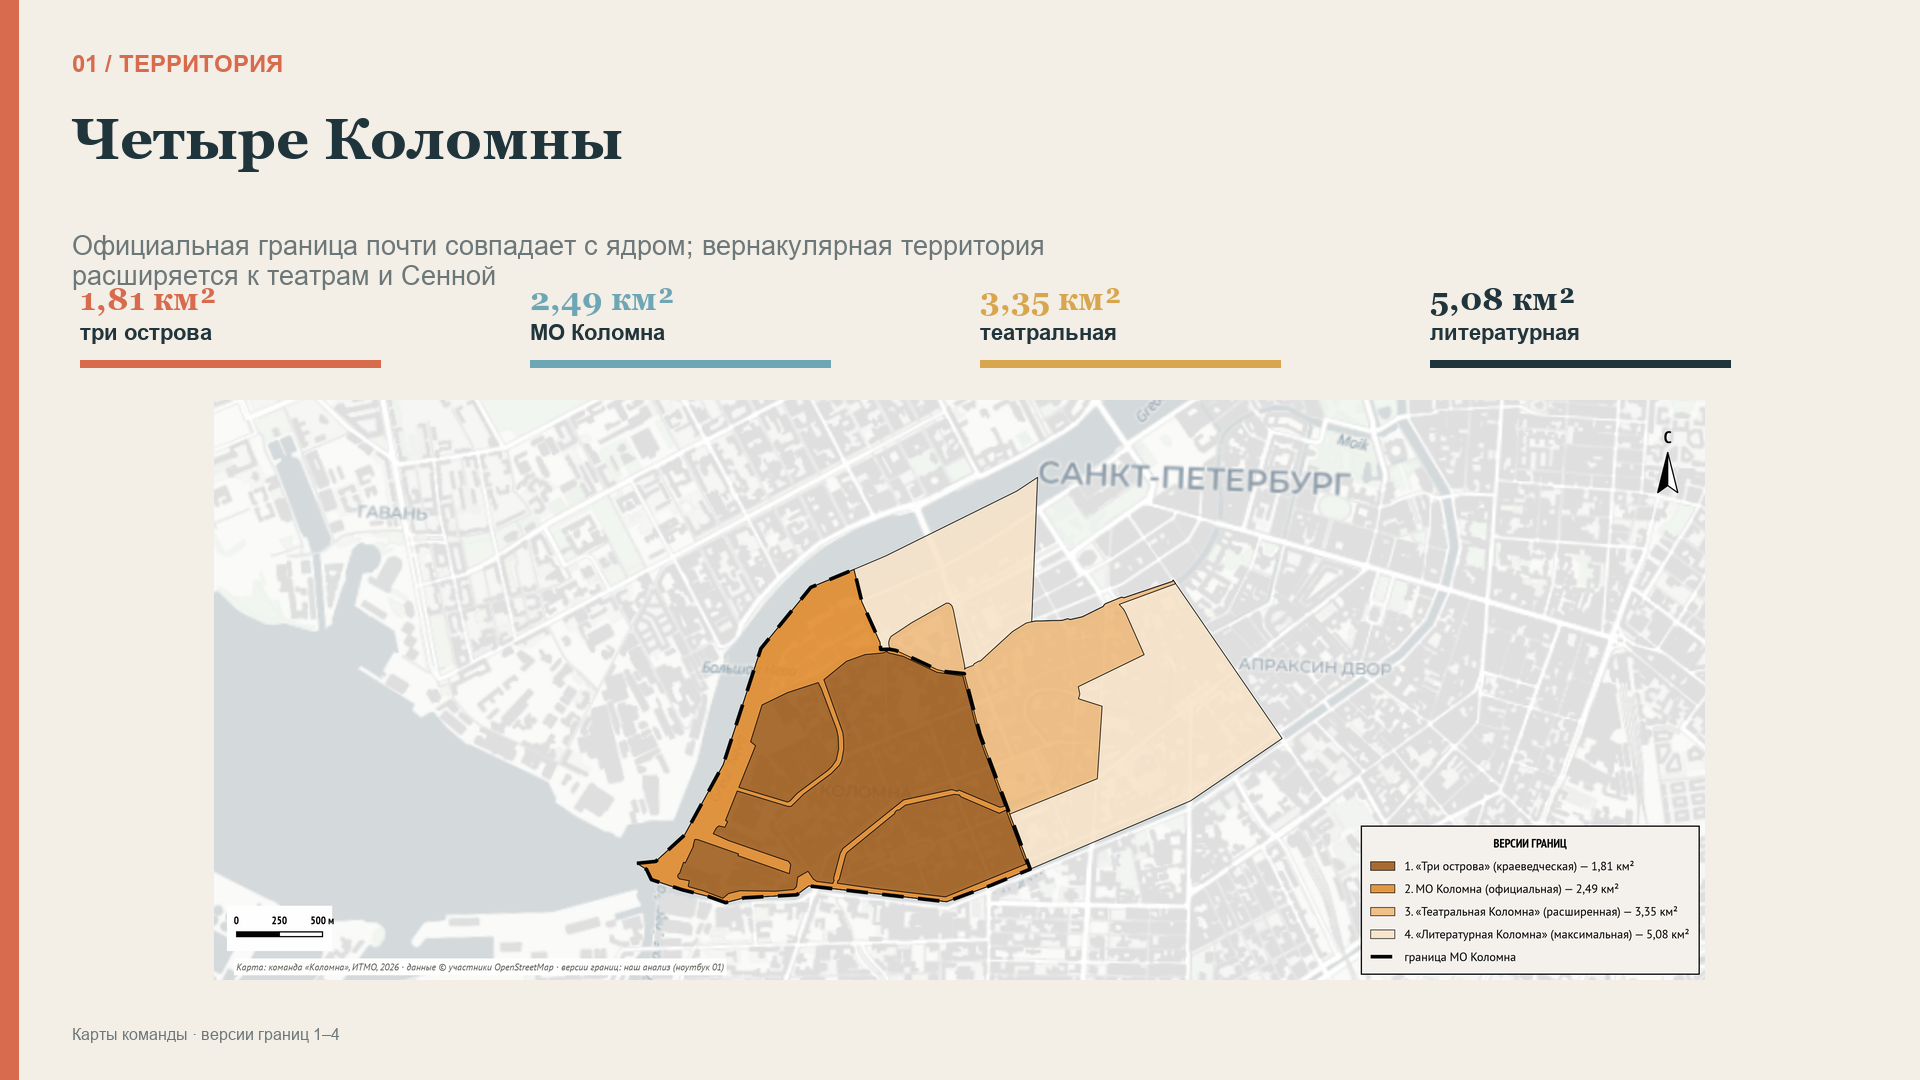 01 / ТЕРРИТОРИЯ
Четыре Коломны
Официальная граница почти совпадает с ядром; вернакулярная территория
расширяется к театрам и Сенной
1,81 км²
три острова
2,49 км²
МО Коломна
3,35 км²
театральная
5,08 км²
литературная
Moik
С
САНКТ-ПЕТЕРБУРГ
ГАВАНЬ
АПРАКСИН ДВОР
КОЛОМНА
ВЕРСИИ ГРАНИЦ
1. «Три острова» (краеведческая) — 1,81 км²
2. МО Коломна (официальная) — 2,49 км²
3. «Театральная Коломна» (расширенная) — 3,35 км²
4. «Литературная Коломна» (максимальная) — 5,08 км²
граница МО Коломна
0 250 500 м
Карта: команда «Коломна», ИТМО, 2026 · данные © участники OpenStreetMap · версии границ: наш анализ (ноутбук 01)
Карты команды · версии границ 1–4